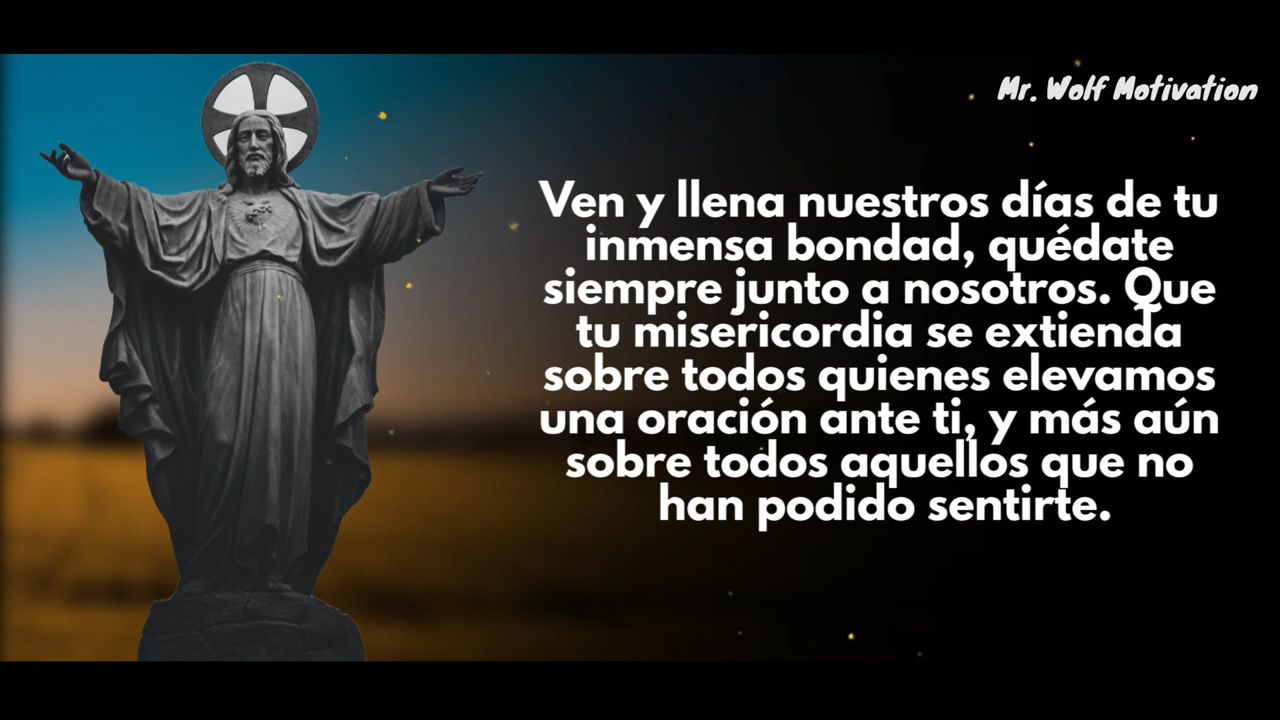 Mr. Wolf Motivation
Ven y llena nuestros días de tu
inmensa bondad, quédate
siempre junto a nosotros. Que
tu misericordia se extienda
sobre todos quienes elevamos
una oración ante ti, y más aún
sobre todos aquellos que no
han podido sentirte.